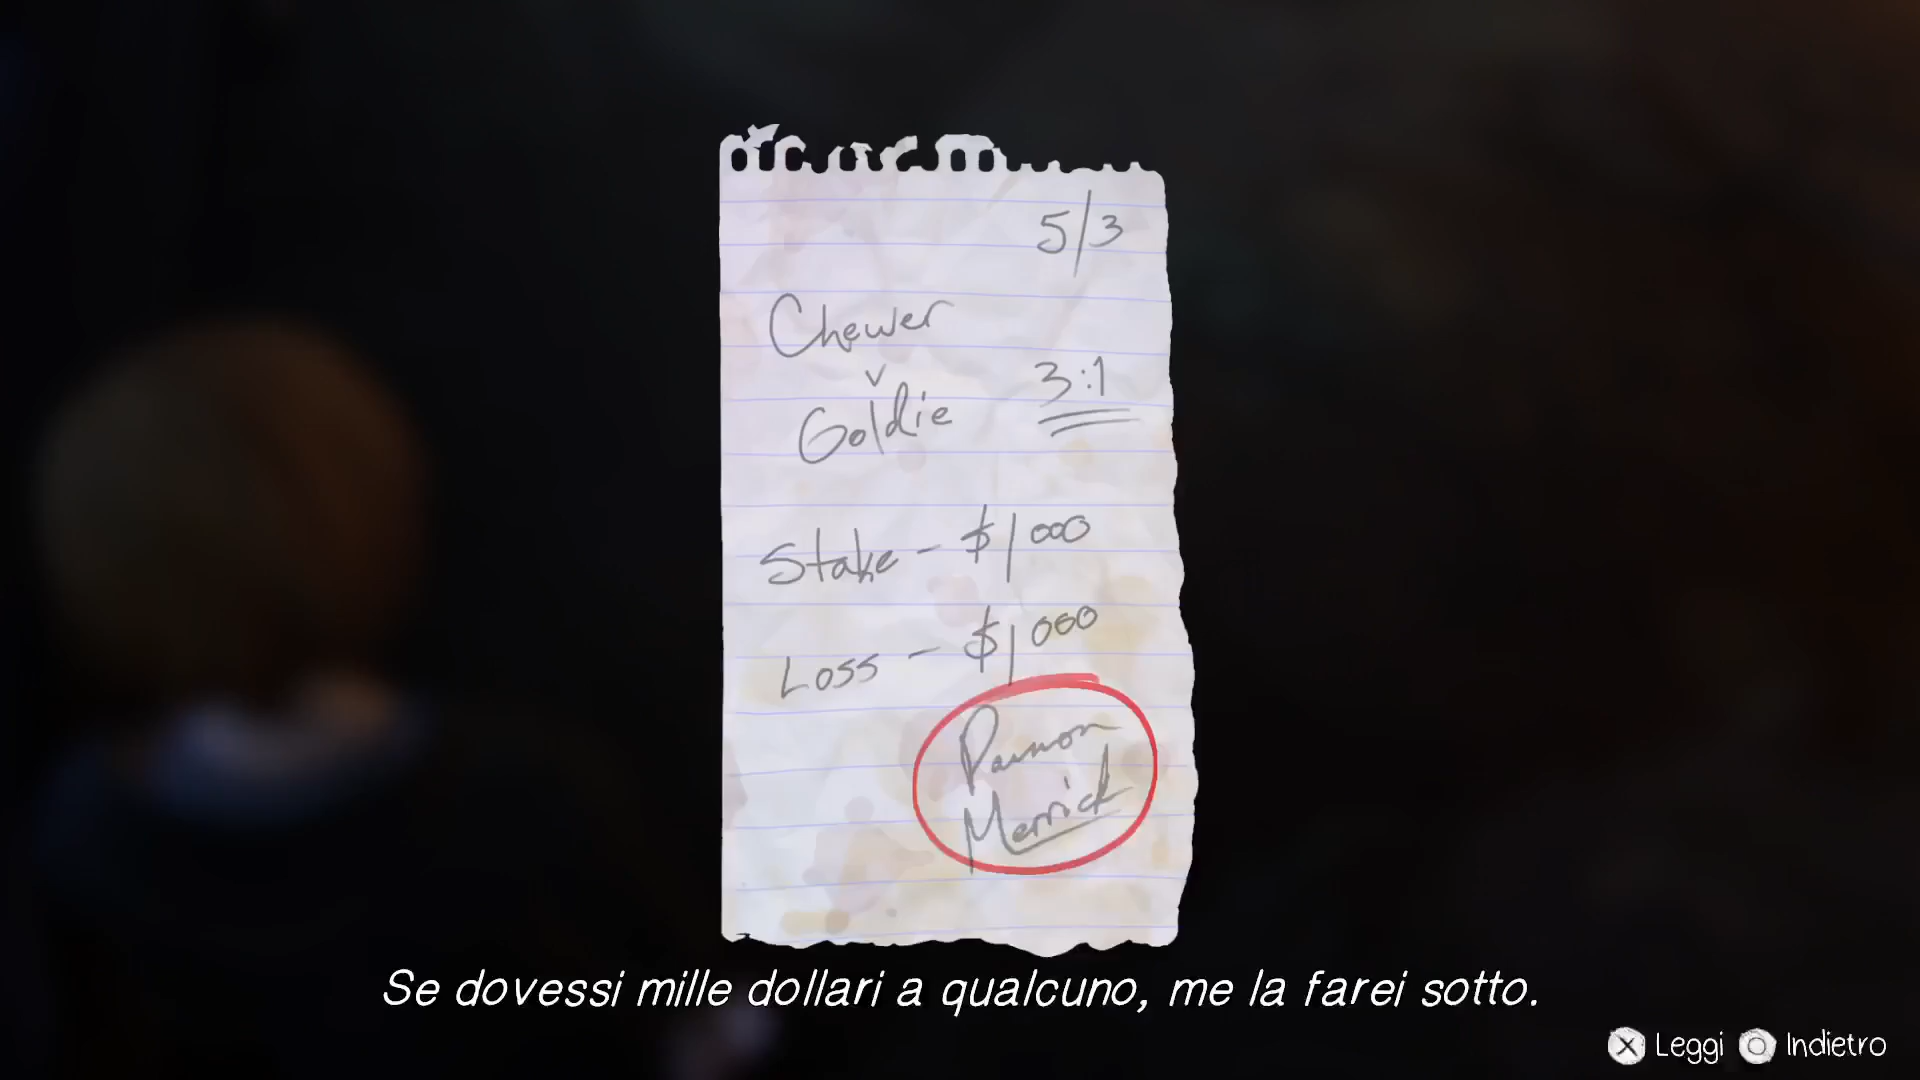 5/3
Chewer
v
Goldie 3:1
Stake - $1000
Loss - $1000
Damon
Merrick
Se dovessi mille dollari a qualcuno, me la farei sotto.
Leggi Indietro